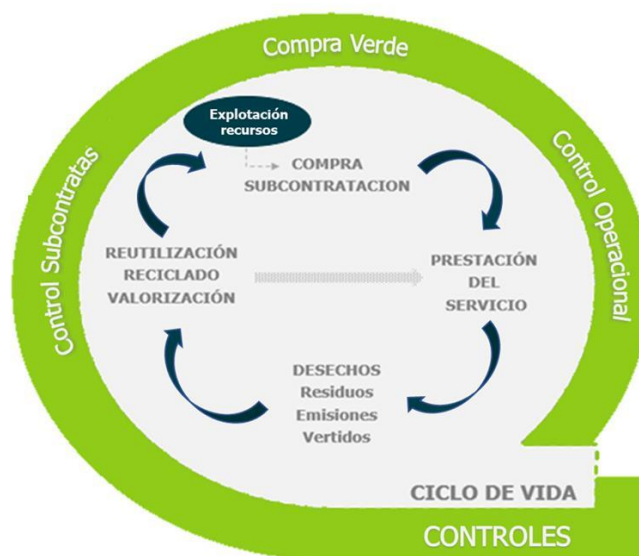 Compra Verde
Explotación
recursos
COMPRA
SUBCONTRATACION
Control Subcontratas
Control Operacional
REUTILIZACIÓN
RECICLADO
VALORIZACIÓN
PRESTACIÓN
DEL
SERVICIO
DESECHOS
Residuos
Emisiones
Vertidos
CICLO DE VIDA
CONTROLES